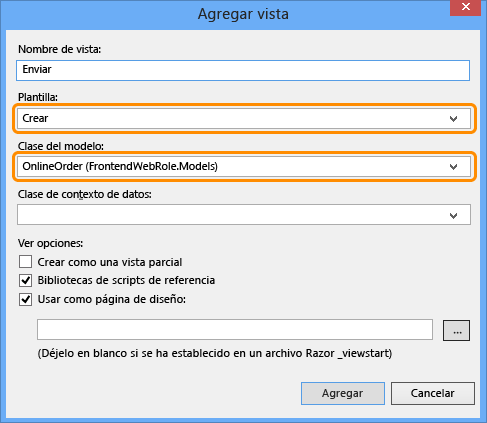 Agregar vista
Nombre de vista:
Enviar
Plantilla:
Crear
Clase del modelo:
OnlineOrder (FrontendWebRole.Models)
Clase de contexto de datos:
Ver opciones:
Crear como una vista parcial
Bibliotecas de scripts de referencia
Usar como página de diseño:
...
(Déjelo en blanco si se ha establecido en un archivo Razor _viewstart)
Agregar Cancelar